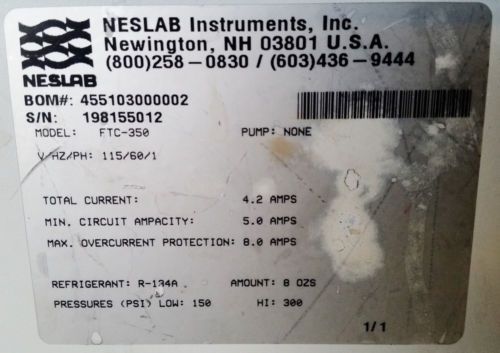 NESLAB Instruments, Inc.
Newington, NH 03801 U.S.A.
(800)258-0830 / (603)436-9444
NESLAB
BOM#: 455103000002
S/N: 198155012
MODEL: FTC-350 PUMP: NONE
V/HZ/PH: 115/60/1
TOTAL CURRENT: 4.2 AMPS
MIN. CIRCUIT AMPACITY: 5.0 AMPS
MAX. OVERCURRENT PROTECTION: 8.0 AMPS
REFRIGERANT: R-134A AMOUNT: 8 OZS
PRESSURES (PSI) LOW: 150 HI: 300
1/1